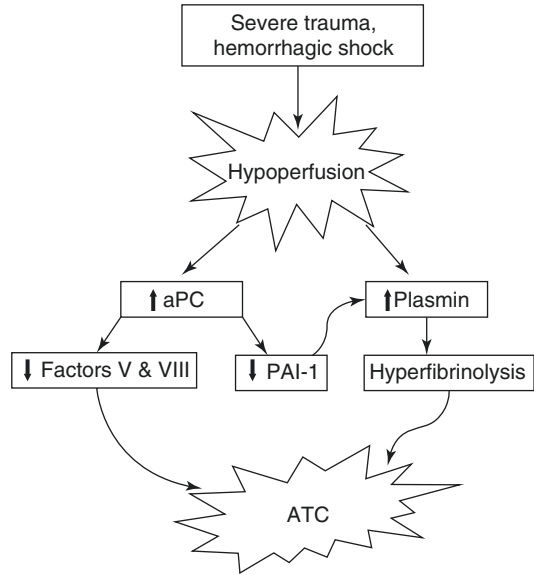 Severe trauma,
hemorrhagic shock
Hypoperfusion
⬆ aPC
⬆Plasmin
⬇ Factors V & VIII
⬇ PAI-1
Hyperfibrinolysis
ATC